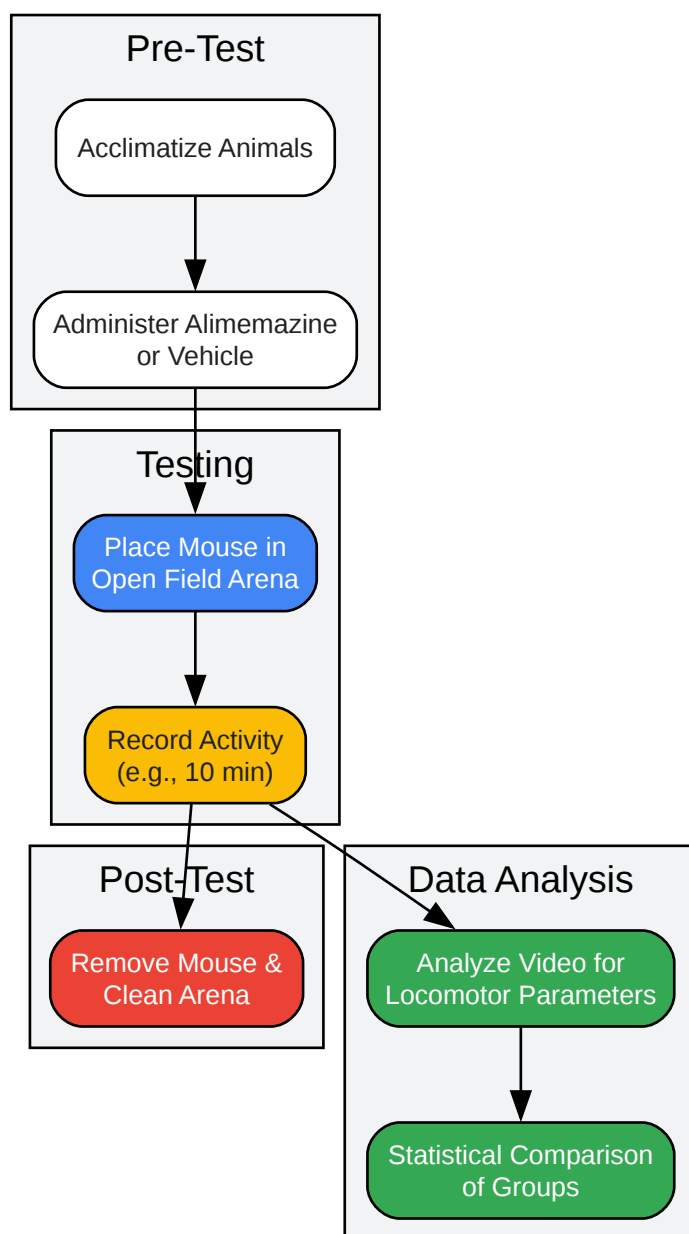 Pre-Test
Acclimatize Animals
Administer Alimemazine
or Vehicle
Testing
Place Mouse in
Open Field Arena
Record Activity
(e.g., 10 min)
Post-Test
Remove Mouse &
Clean Arena
Data Analysis
Analyze Video for
Locomotor Parameters
Statistical Comparison
of Groups